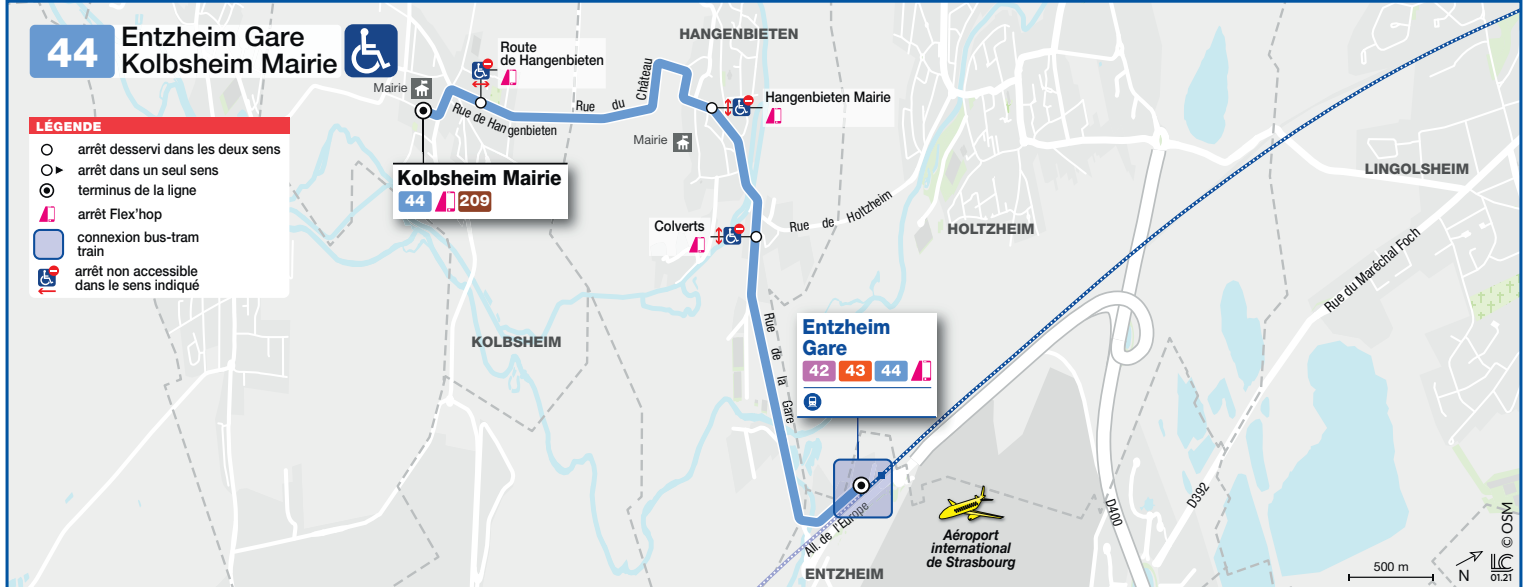 44
Entzheim Gare
Kolbsheim Mairie
LÉGENDE
arrêt desservi dans les deux sens
arrêt dans un seul sens
terminus de la ligne
arrêt Flex'hop
connexion bus-tram
train
arrêt non accessible
dans le sens indiqué
Mairie
Route
de Hangenbieten
Rue de Hangenbieten
Rue du Château
HANGENBIETEN
Hangenbieten Mairie
Mairie
Kolbsheim Mairie
44 209
Colverts
Rue de Holtzheim
HOLTZHEIM
LINGOLSHEIM
Rue du Maréchal Foch
KOLBSHEIM
Rue de la Gare
Entzheim
Gare
42 43 44
All. de l'Europe
ENTZHEIM
Aéroport
international
de Strasbourg
D400
D392
500 m
N
LC
01.21
© OSM